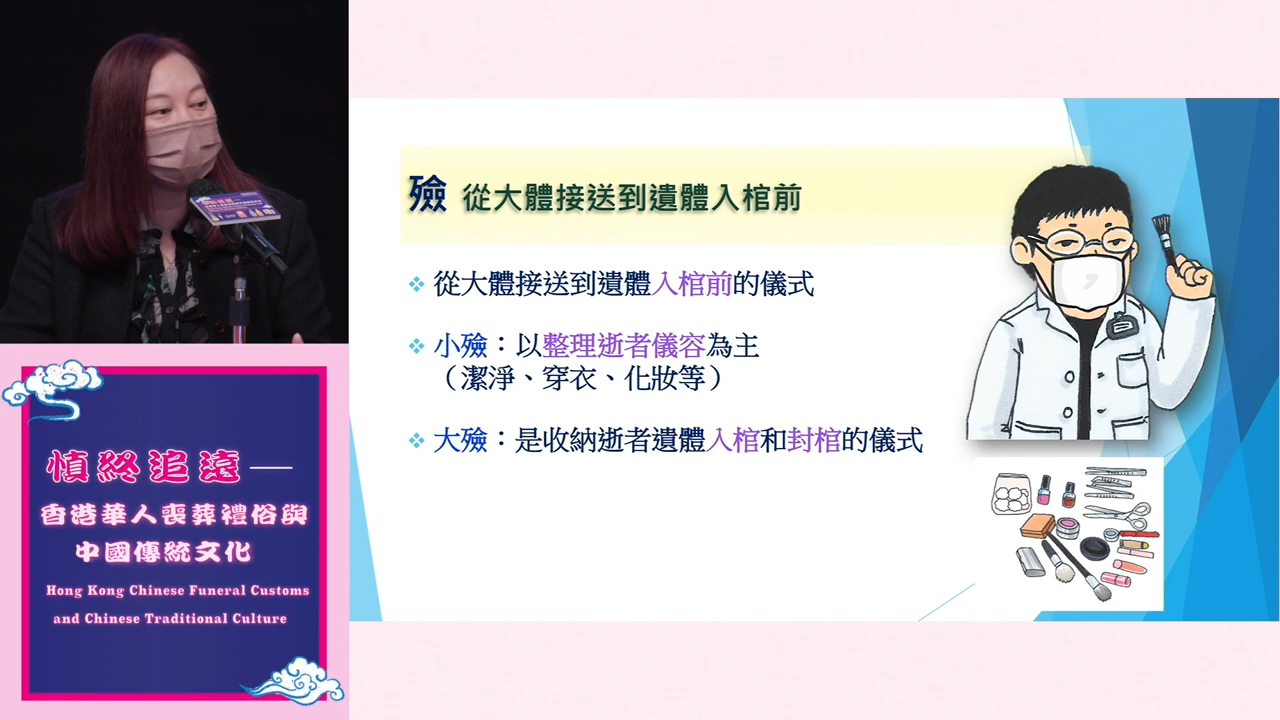 殮 從大體接送到遺體入棺前
從大體接送到遺體入棺前的儀式
小殮：以整理逝者儀容為主
（潔淨、穿衣、化妝等）
大殮：是收納逝者遺體入棺和封棺的儀式
慎終追遠—
香港華人喪葬禮俗與
中國傳統文化
Hong Kong Chinese Funeral Customs
and Chinese Traditional Culture